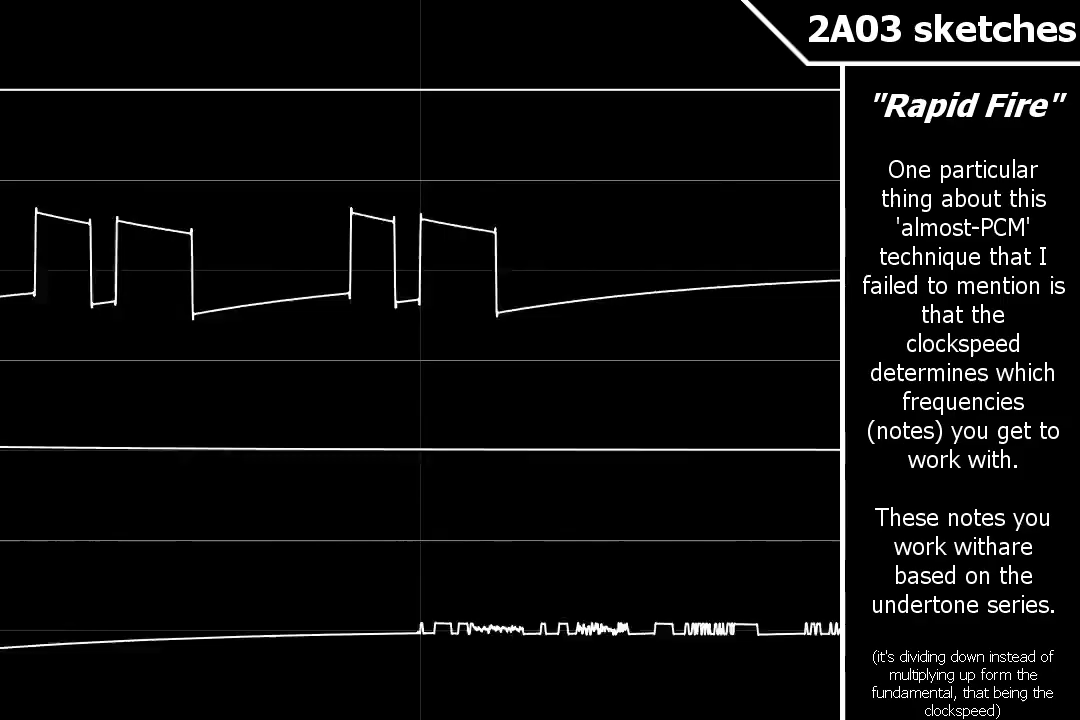 2A03 sketches
"Rapid Fire"
One particular
thing about this
'almost-PCM'
technique that I
failed to mention is
that the
clockspeed
determines which
frequencies
(notes) you get to
work with.
These notes you
work withare
based on the
undertone series.
(it's dividing down instead of
multiplying up form the
fundamental, that being the
clockspeed)